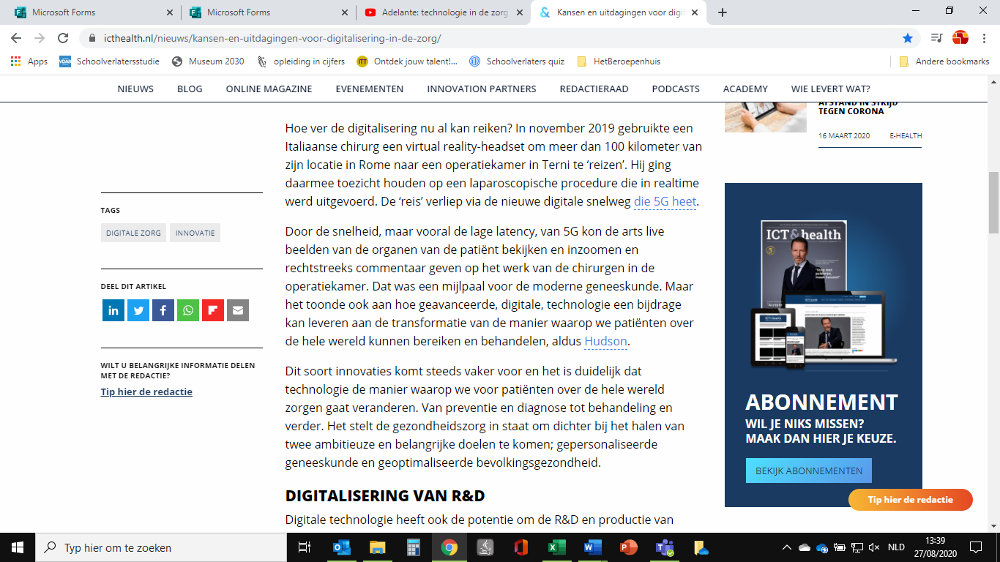 Microsoft Forms
Microsoft Forms
Adelante: technologie in de zorg
Kansen en uitdagingen voor digit
icthealth.nl/nieuws/kansen-en-uitdagingen-voor-digitalisering-in-de-zorg/
Apps
Schoolverlatersstudie
Museum 2030
opleiding in cijfers
Ontdek jouw talent!...
Schoolverlaters quiz
HetBeroepenhuis
Andere bookmarks
NIEUWS BLOG ONLINE MAGAZINE EVENEMENTEN INNOVATION PARTNERS REDACTIERAAD PODCASTS ACADEMY WIE LEVERT WAT?
TAGS
DIGITALE ZORG INNOVATIE
DEEL DIT ARTIKEL
WILT U BELANGRIJKE INFORMATIE DELEN
MET DE REDACTIE?
Tip hier de redactie
Hoe ver de digitalisering nu al kan reiken? In november 2019 gebruikte een
Italiaanse chirurg een virtual reality-headset om meer dan 100 kilometer van
zijn locatie in Rome naar een operatiekamer in Terni te ‘reizen’. Hij ging
daarmee toezicht houden op een laparoscopische procedure die in realtime
werd uitgevoerd. De ‘reis’ verliep via de nieuwe digitale snelweg die 5G heet.
Door de snelheid, maar vooral de lage latency, van 5G kon de arts live
beelden van de organen van de patiënt bekijken en inzoomen en
rechtstreeks commentaar geven op het werk van de chirurgen in de
operatiekamer. Dat was een mijlpaal voor de moderne geneeskunde. Maar
het toonde ook aan hoe geavanceerde, digitale, technologie een bijdrage
kan leveren aan de transformatie van de manier waarop we patiënten over
de hele wereld kunnen bereiken en behandelen, aldus Hudson.
Dit soort innovaties komt steeds vaker voor en het is duidelijk dat
technologie de manier waarop we voor patiënten over de hele wereld
zorgen gaat veranderen. Van preventie en diagnose tot behandeling en
verder. Het stelt de gezondheidszorg in staat om dichter bij het halen van
twee ambitieuze en belangrijke doelen te komen; gepersonaliseerde
geneeskunde en geoptimaliseerde bevolkingsgezondheid.
DIGITALISERING VAN R&D
Digitale technologie heeft ook de potentie om de R&D en productie van
AFSTAND IN STRIJD
TEGEN CORONA
16 MAART 2020 E-HEALTH
ICT&health
ABONNEMENT
WIL JE NIKS MISSEN?
MAAK DAN HIER JE KEUZE.
BEKIJK ABONNEMENTEN
Tip hier de redactie
Typ hier om te zoeken
NLD
13:39
27/08/2020